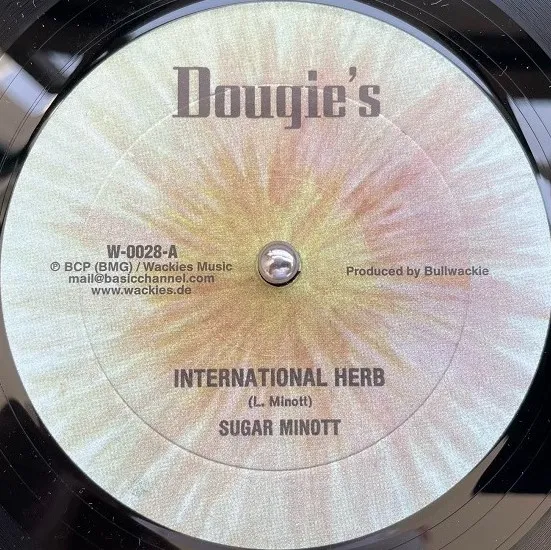 Dougie's
W-0028-A
℗ BCP (BMG) / Wackies Music
mail@basicchannel.com
www.wackies.de
Produced by Bullwackie
INTERNATIONAL HERB
(L. Minott)
SUGAR MINOTT